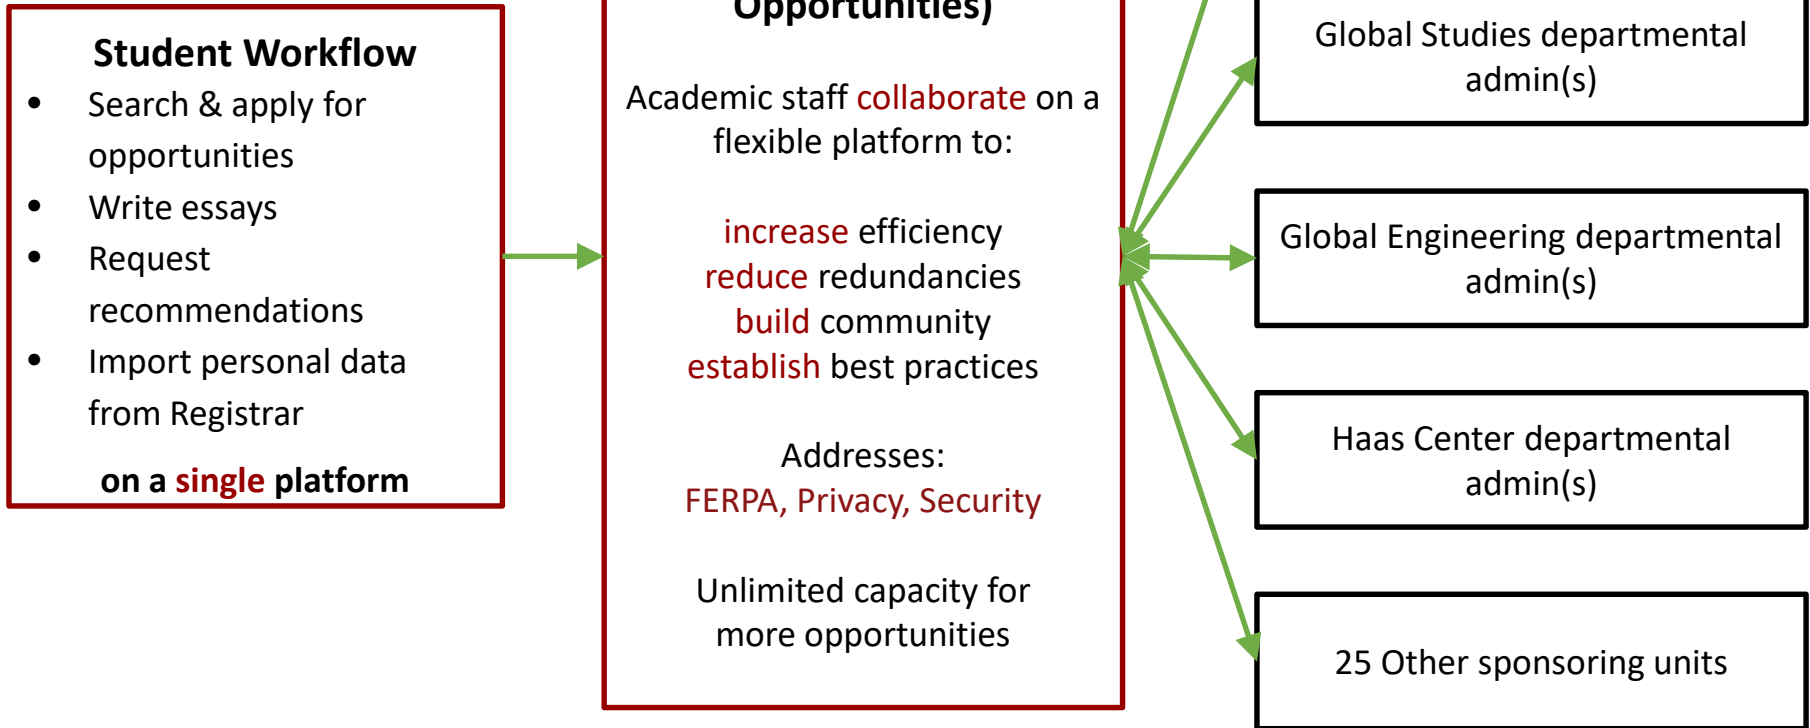 Student Workflow
• Search & apply for
opportunities
• Write essays
• Request
recommendations
• Import personal data
from Registrar
on a single platform
Opportunities)
Academic staff collaborate on a
flexible platform to:
increase efficiency
reduce redundancies
build community
establish best practices
Addresses:
FERPA, Privacy, Security
Unlimited capacity for
more opportunities
Global Studies departmental
admin(s)
Global Engineering departmental
admin(s)
Haas Center departmental
admin(s)
25 Other sponsoring units